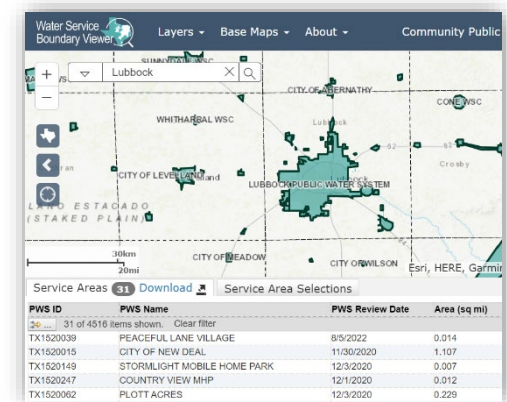 Water Service
Boundary Viewer
Layers
Base Maps
About
Community Public
Lubbock
CITY OF ABERNATHY
CONE WSC
WHITHARRAL WSC
Lubbock
62
82
Crosby
CITY OF LEVELLAND
LUBBOCK PUBLIC WATER SYSTEM
LLANO ESTACADO
(STAKED PLAIN)
30km
20mi
CITY OF MEADOW
CITY OF WILSON
Esri, HERE, Garmin
Service Areas 31 Download
Service Area Selections
PWS ID PWS Name PWS Review Date Area (sq mi)
... 31 of 4516 items shown. Clear filter
TX1520039 PEACEFUL LANE VILLAGE 8/5/2022 0.014
TX1520015 CITY OF NEW DEAL 11/30/2020 1.107
TX1520149 STORMLIGHT MOBILE HOME PARK 12/3/2020 0.007
TX1520247 COUNTRY VIEW MHP 12/1/2020 0.012
TX1520062 PLOTT ACRES 12/3/2020 0.229